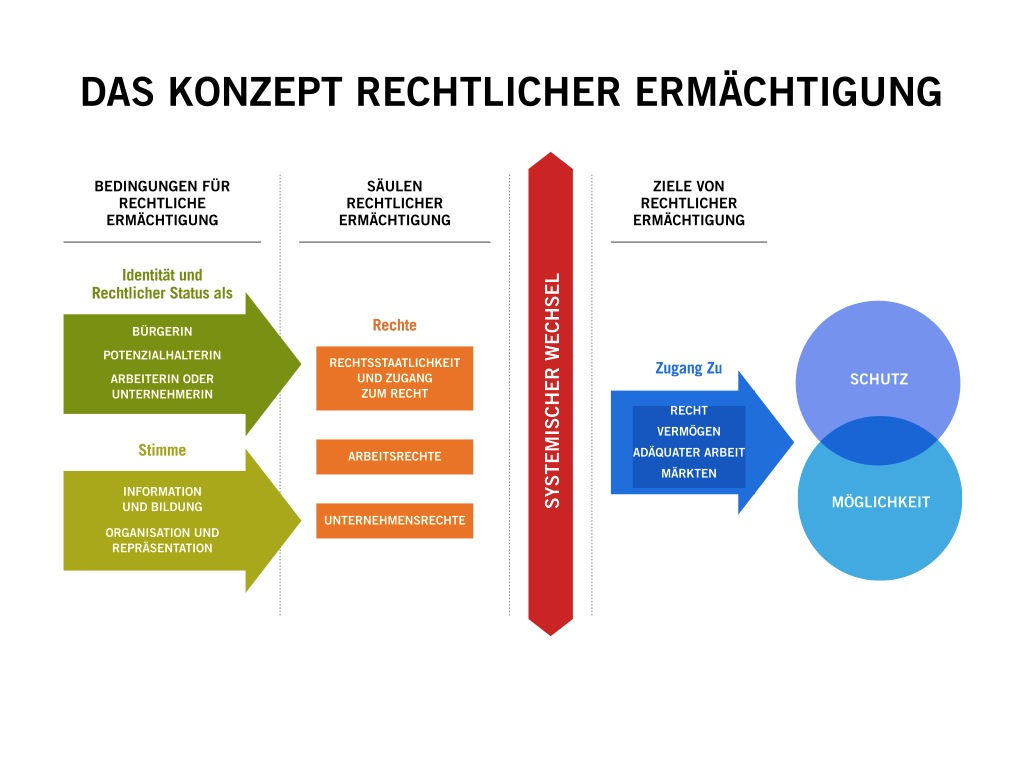 DAS KONZEPT RECHTLICHER ERMÄCHTIGUNG
BEDINGUNGEN FÜR
RECHTLICHE
ERMÄCHTIGUNG
Identität und
Rechtlicher Status als
BÜRGERIN
POTENZIALHALTERIN
ARBEITERIN ODER
UNTERNEHMERIN
Stimme
INFORMATION
UND BILDUNG
ORGANISATION UND
REPRÄSENTATION
SÄULEN
RECHTLICHER
ERMÄCHTIGUNG
Rechte
RECHTSSTAATLICHKEIT
UND ZUGANG
ZUM RECHT
ARBEITSRECHTE
UNTERNEHMENSRECHTE
SYSTEMISCHER WECHSEL
ZIELE VON
RECHTLICHER
ERMÄCHTIGUNG
Zugang Zu
RECHT
VERMÖGEN
ADÄQUATER ARBEIT
MÄRKTEN
SCHUTZ
MÖGLICHKEIT